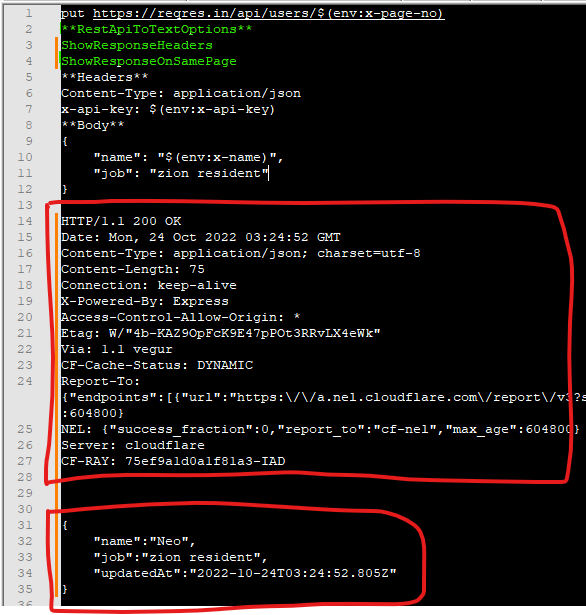 1 put https://reqres.in/api/users/$(env:x-page-no)
2 **RestApiToTextOptions**
3 ShowResponseHeaders
4 ShowResponseOnSamePage
5 **Headers**
6 Content-Type: application/json
7 x-api-key: $(env:x-api-key)
8 **Body**
9 {
10 "name": "$(env:x-name)",
11 "job": "zion resident"
12 }
13
14 HTTP/1.1 200 OK
15 Date: Mon, 24 Oct 2022 03:24:52 GMT
16 Content-Type: application/json; charset=utf-8
17 Content-Length: 75
18 Connection: keep-alive
19 X-Powered-By: Express
20 Access-Control-Allow-Origin: *
21 Etag: W/"4b-KAZ9OpFcK9E47pPOt3RRvLX4eWk"
22 Via: 1.1 vegur
23 CF-Cache-Status: DYNAMIC
24 Report-To:
{"endpoints":[{"url":"https:\/\/a.nel.cloudflare.com\/report\/v3?s
:604800}
25 NEL: {"success_fraction":0,"report_to":"cf-nel","max_age":604800}
26 Server: cloudflare
27 CF-RAY: 75ef9a1d0a1f81a3-IAD
28
29
30
31 {
32 "name":"Neo",
33 "job":"zion resident",
34 "updatedAt":"2022-10-24T03:24:52.805Z"
35 }
36